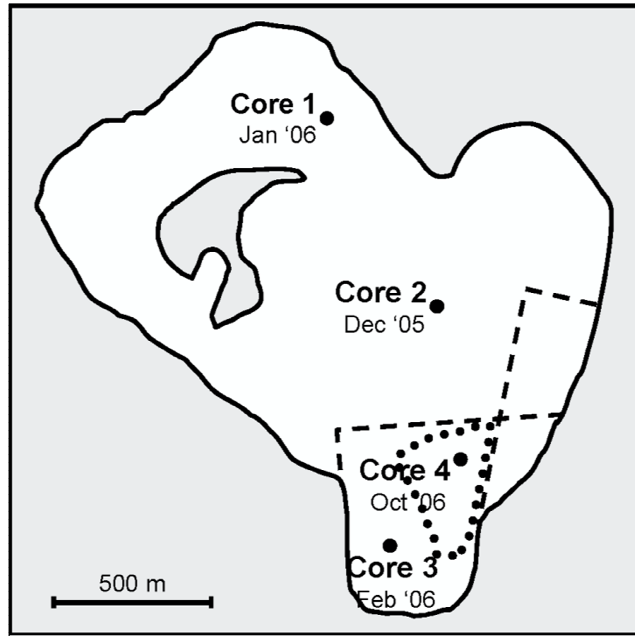 Core 1
Jan ‘06
Core 2
Dec ‘05
Core 4
Oct ‘06
Core 3
Feb ‘06
500 m